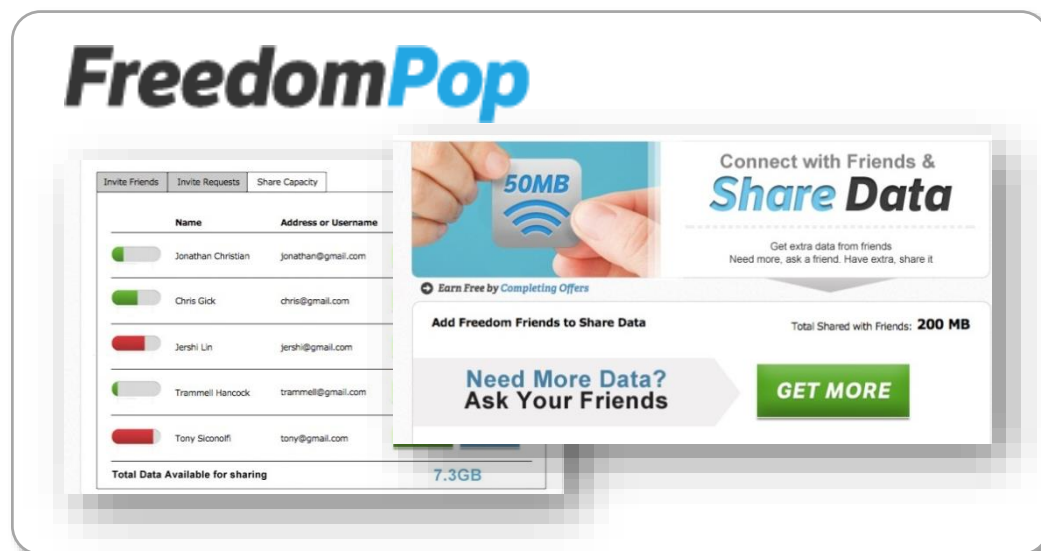 FreedomPop
Invite Friends Invite Requests Share Capacity
Name Address or Username
Jonathan Christian jonathan@gmail.com
Chris Gick chris@gmail.com
Jershi Lin jershi@gmail.com
Trammell Hancock trammell@gmail.com
Tony Siconolfi tony@gmail.com
Total Data Available for sharing 7.3GB
50MB
Connect with Friends &
Share Data
Get extra data from friends
Need more, ask a friend. Have extra, share it
Earn Free by Completing Offers
Add Freedom Friends to Share Data
Total Shared with Friends: 200 MB
Need More Data?
Ask Your Friends
GET MORE